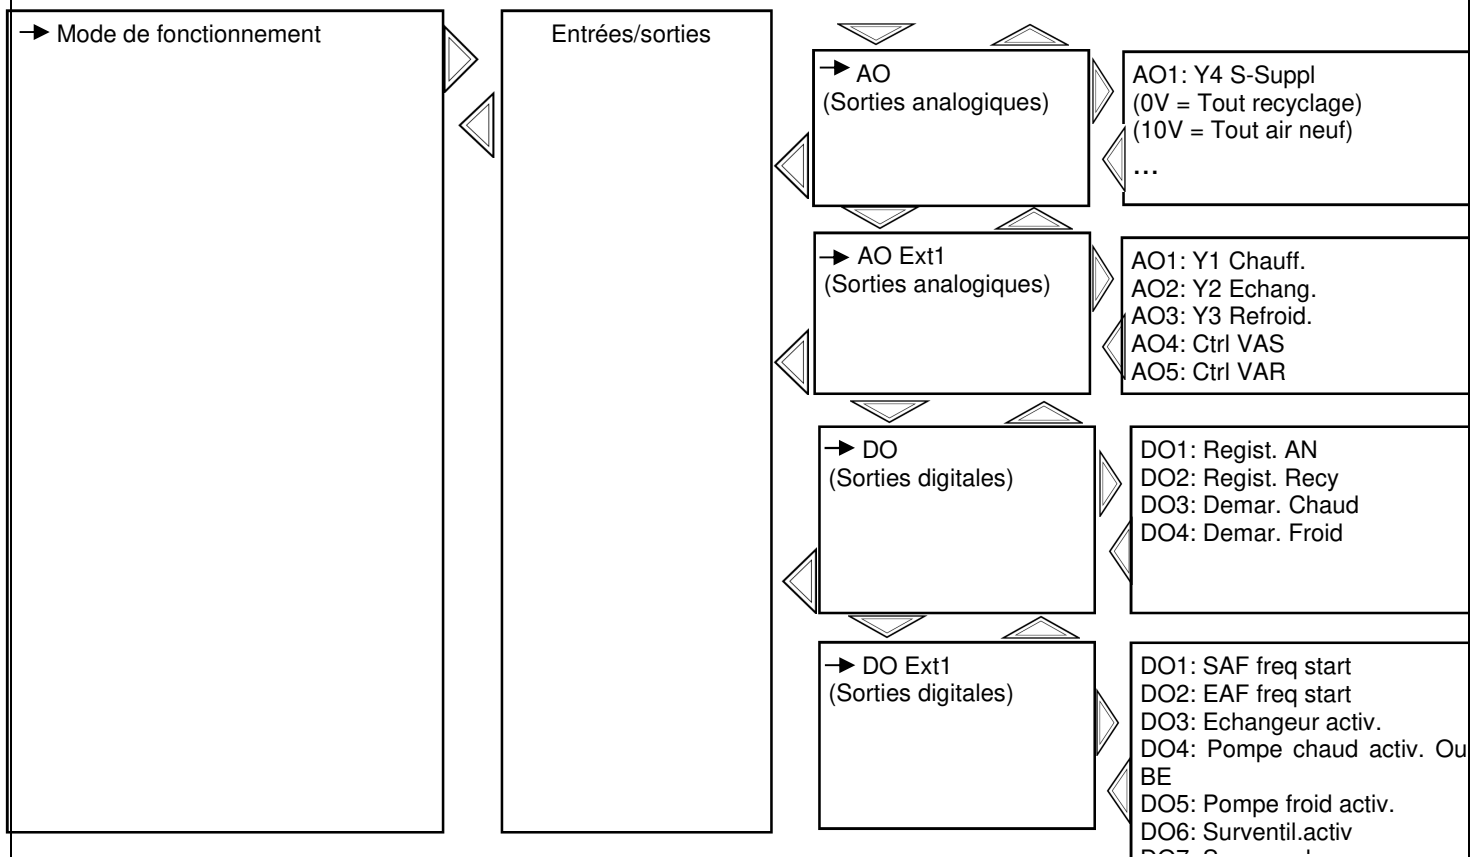 Mode de fonctionnement
Entrées/sorties
AO
(Sorties analogiques)
AO1: Y4 S-Suppl
(0V = Tout recyclage)
(10V = Tout air neuf)
...
AO Ext1
(Sorties analogiques)
AO1: Y1 Chauff.
AO2: Y2 Echang.
AO3: Y3 Refroid.
AO4: Ctrl VAS
AO5: Ctrl VAR
DO
(Sorties digitales)
DO1: Regist. AN
DO2: Regist. Recy
DO3: Demar. Chaud
DO4: Demar. Froid
DO Ext1
(Sorties digitales)
DO1: SAF freq start
DO2: EAF freq start
DO3: Echangeur activ.
DO4: Pompe chaud activ. Ou
BE
DO5: Pompe froid activ.
DO6: Surventil.activ